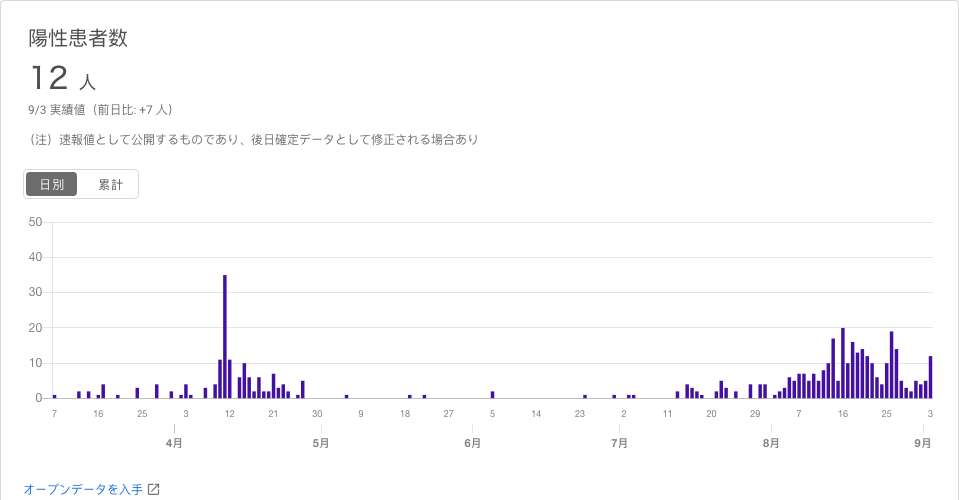 陽性患者数
12 人
9/3 実績値（前日比: +7 人）
（注）速報値として公開するものであり、後日確定データとして修正される場合あり
日別 累計
50
40
30
20
10
0
7 16 25 3 12 21 30 9 18 27 5 14 23 2 11 20 29 7 16 25 3
4月 5月 6月 7月 8月 9月
オープンデータを入手